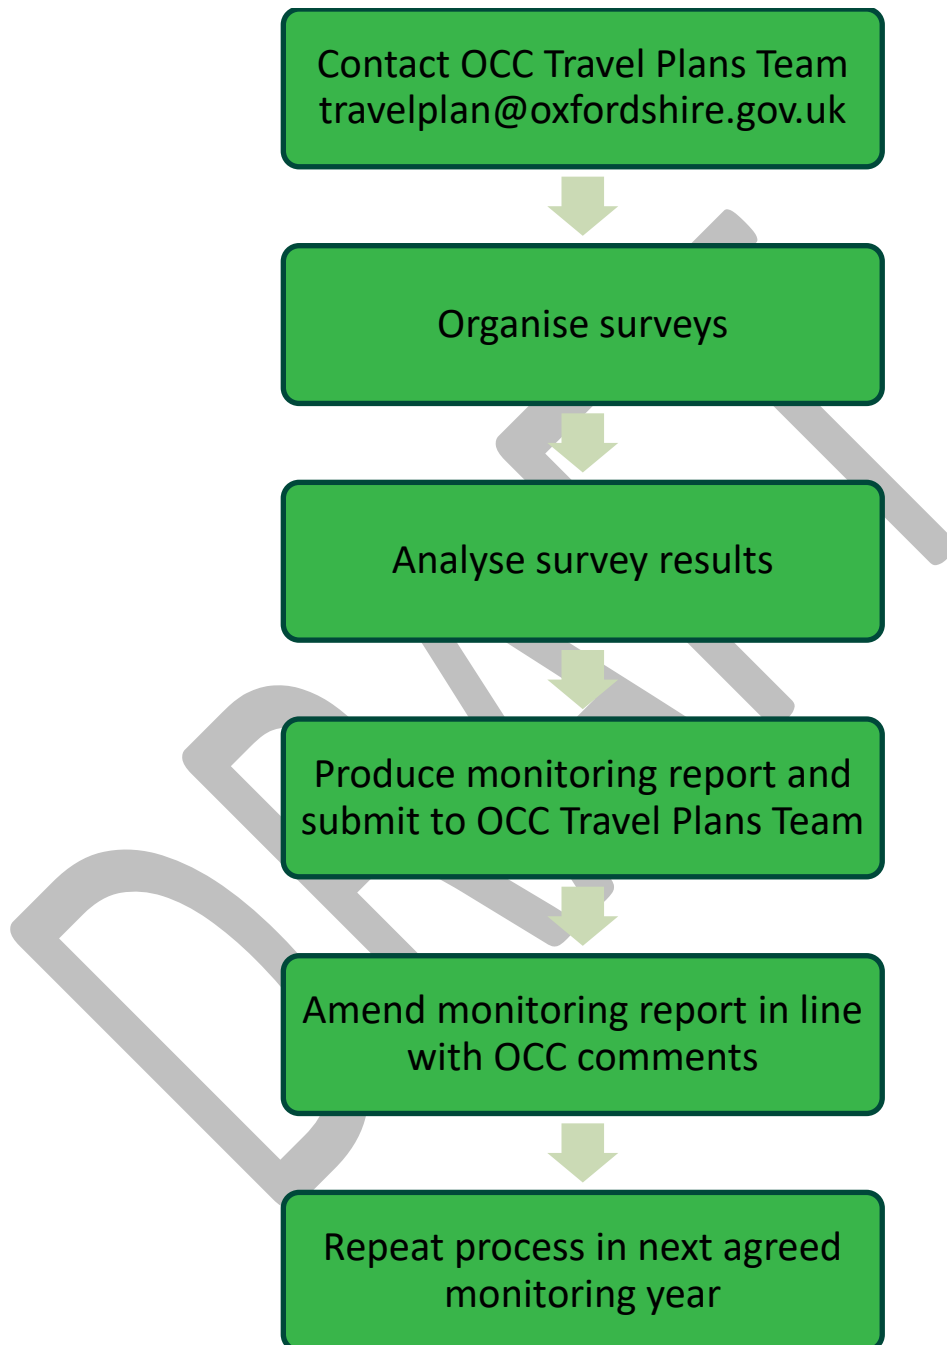 Contact OCC Travel Plans Team
travelplan@oxfordshire.gov.uk
Organise surveys
Analyse survey results
Produce monitoring report and
submit to OCC Travel Plans Team
Amend monitoring report in line
with OCC comments
Repeat process in next agreed
monitoring year
DRAFT